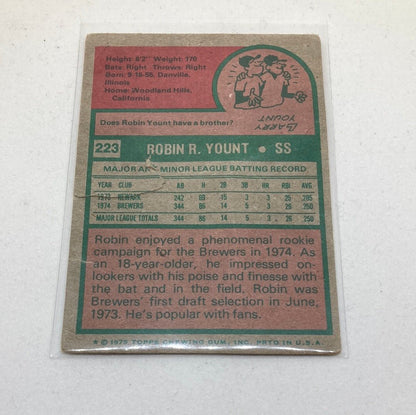 Height: 6'2" Weight: 170
Bats: Right Throws: Right
Born: 9-16-55, Danville,
Illinois
Home: Woodland Hills,
California
LARRY
YOUNT
Does Robin Yount have a brother?
223 ROBIN R. YOUNT • SS
MAJOR AND MINOR LEAGUE BATTING RECORD
YEAR CLUB AB H 2B 3B HR RBI AVG.
1973 NEWARK 242 69 15 3 25 .285
1974 BREWERS 344 86 14 5 3 26 .250
MAJOR LEAGUE TOTALS 344 86 14 5 3 26 .250
Robin enjoyed a phenomenal rookie
campaign for the Brewers in 1974. As
an 18-year-older, he impressed on-
lookers with his poise and finesse with
the bat and in the field. Robin was
Brewers' first draft selection in June,
1973. He's popular with fans.
* © 1975 TOPPS CHEWING GUM, INC. PRTD IN U.S.A.